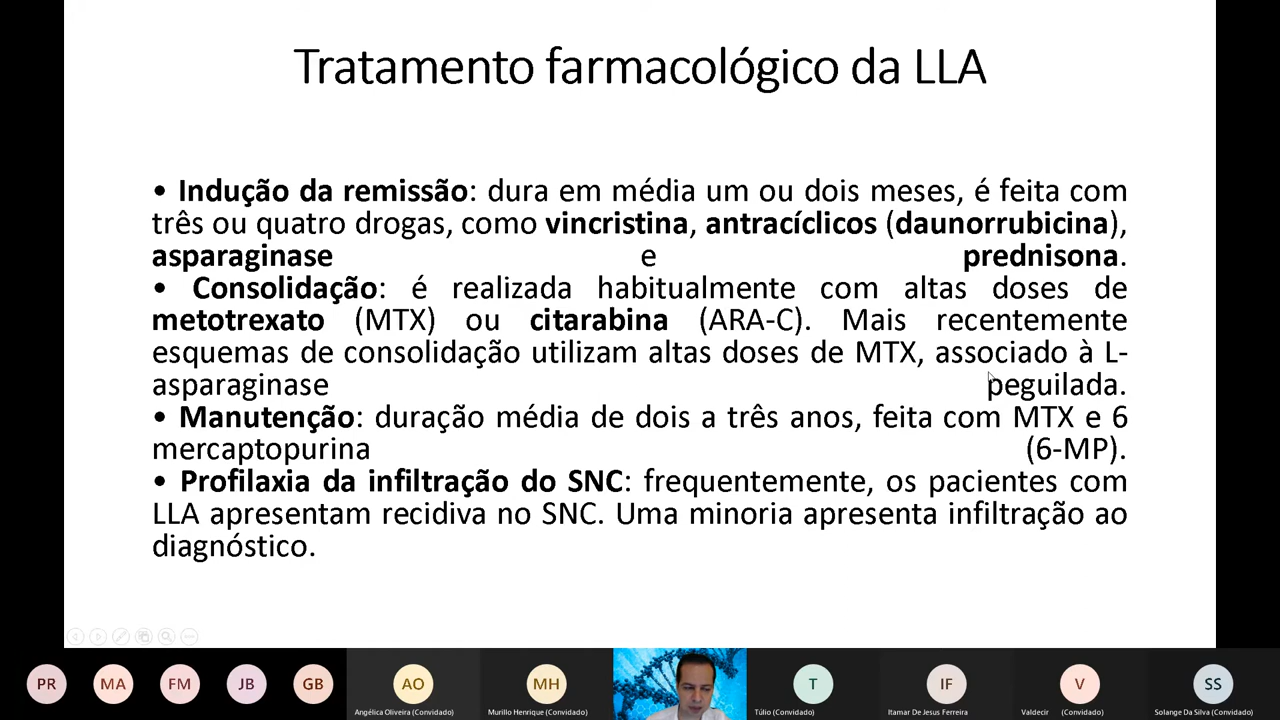 Tratamento farmacológico da LLA
• Indução da remissão: dura em média um ou dois meses, é feita com
três ou quatro drogas, como vincristina, antracíclicos (daunorrubicina),
asparaginase e prednisona.
• Consolidação: é realizada habitualmente com altas doses de
metotrexato (MTX) ou citarabina (ARA-C). Mais recentemente
esquemas de consolidação utilizam altas doses de MTX, associado à L-
asparaginase peguilada.
• Manutenção: duração média de dois a três anos, feita com MTX e 6
mercaptopurina (6-MP).
• Profilaxia da infiltração do SNC: frequentemente, os pacientes com
LLA apresentam recidiva no SNC. Uma minoria apresenta infiltração ao
diagnóstico.
PR MA FM JB GB AO MH T IF V SS
Angélica Oliveira (Convidado) Murillo Henrique (Convidado) Túlio (Convidado) Itamar De Jesus Ferreira Valdecir (Convidado) Solange Da Silva (Convidado)